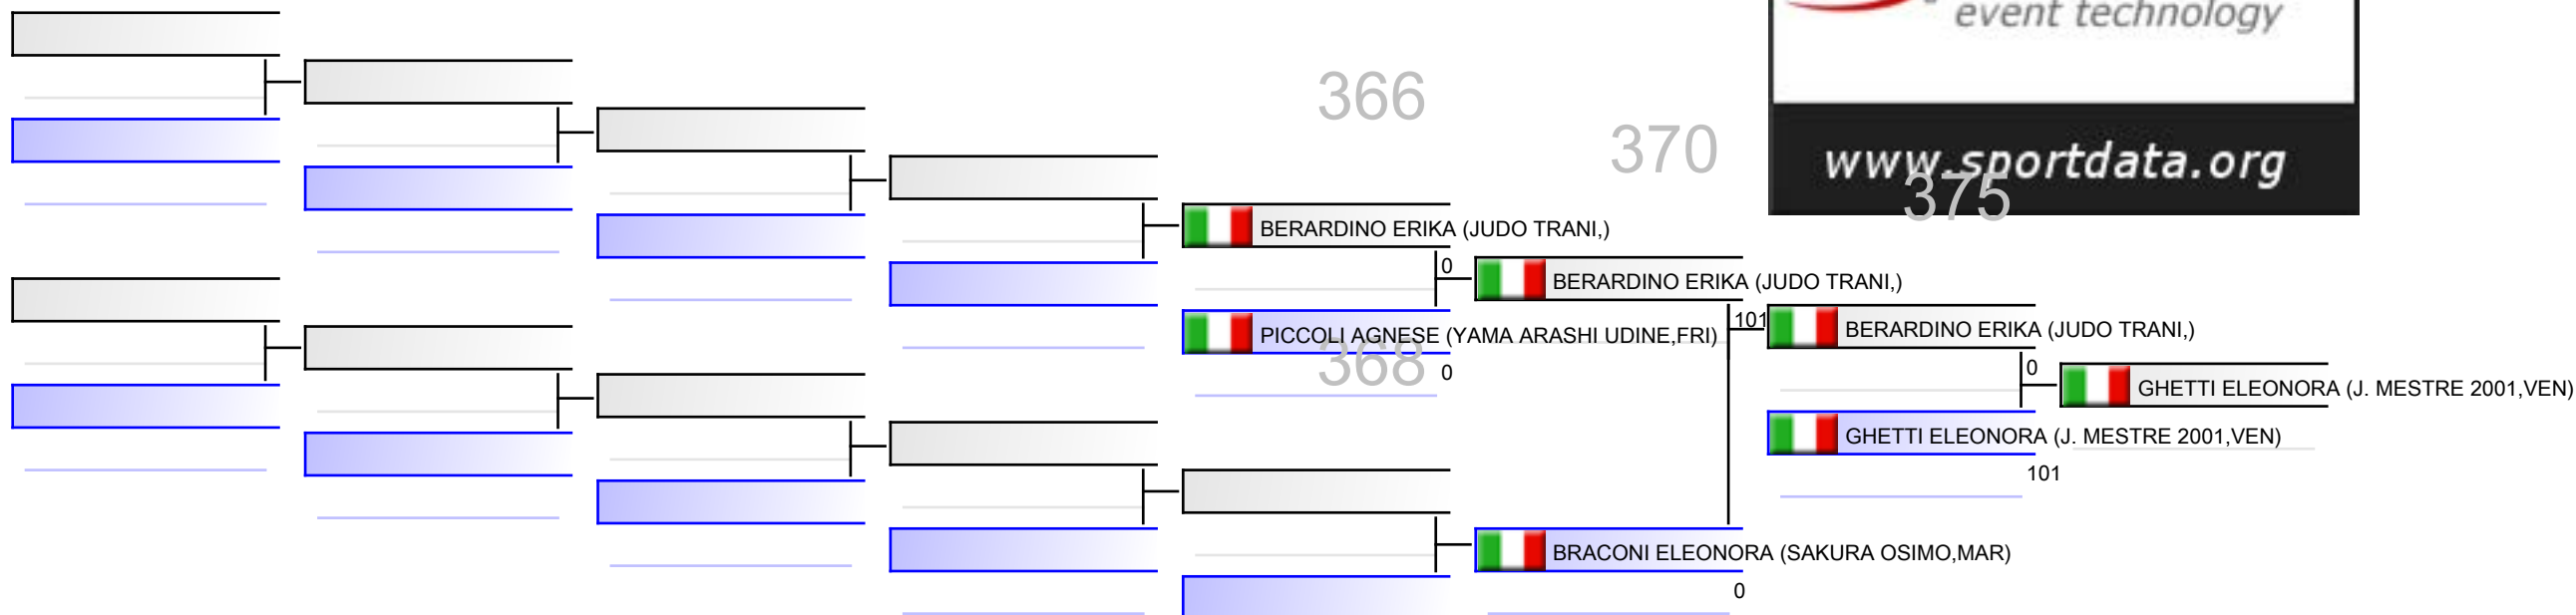 event technology
366
370
www.sportdata.org
375
BERARDINO ERIKA (JUDO TRANI,)
0
BERARDINO ERIKA (JUDO TRANI,)
PICCOLI AGNESE (YAMA ARASHI UDINE,FRI)
101
BERARDINO ERIKA (JUDO TRANI,)
368
0
0
GHETTI ELEONORA (J. MESTRE 2001,VEN)
GHETTI ELEONORA (J. MESTRE 2001,VEN)
101
BRACONI ELEONORA (SAKURA OSIMO,MAR)
0